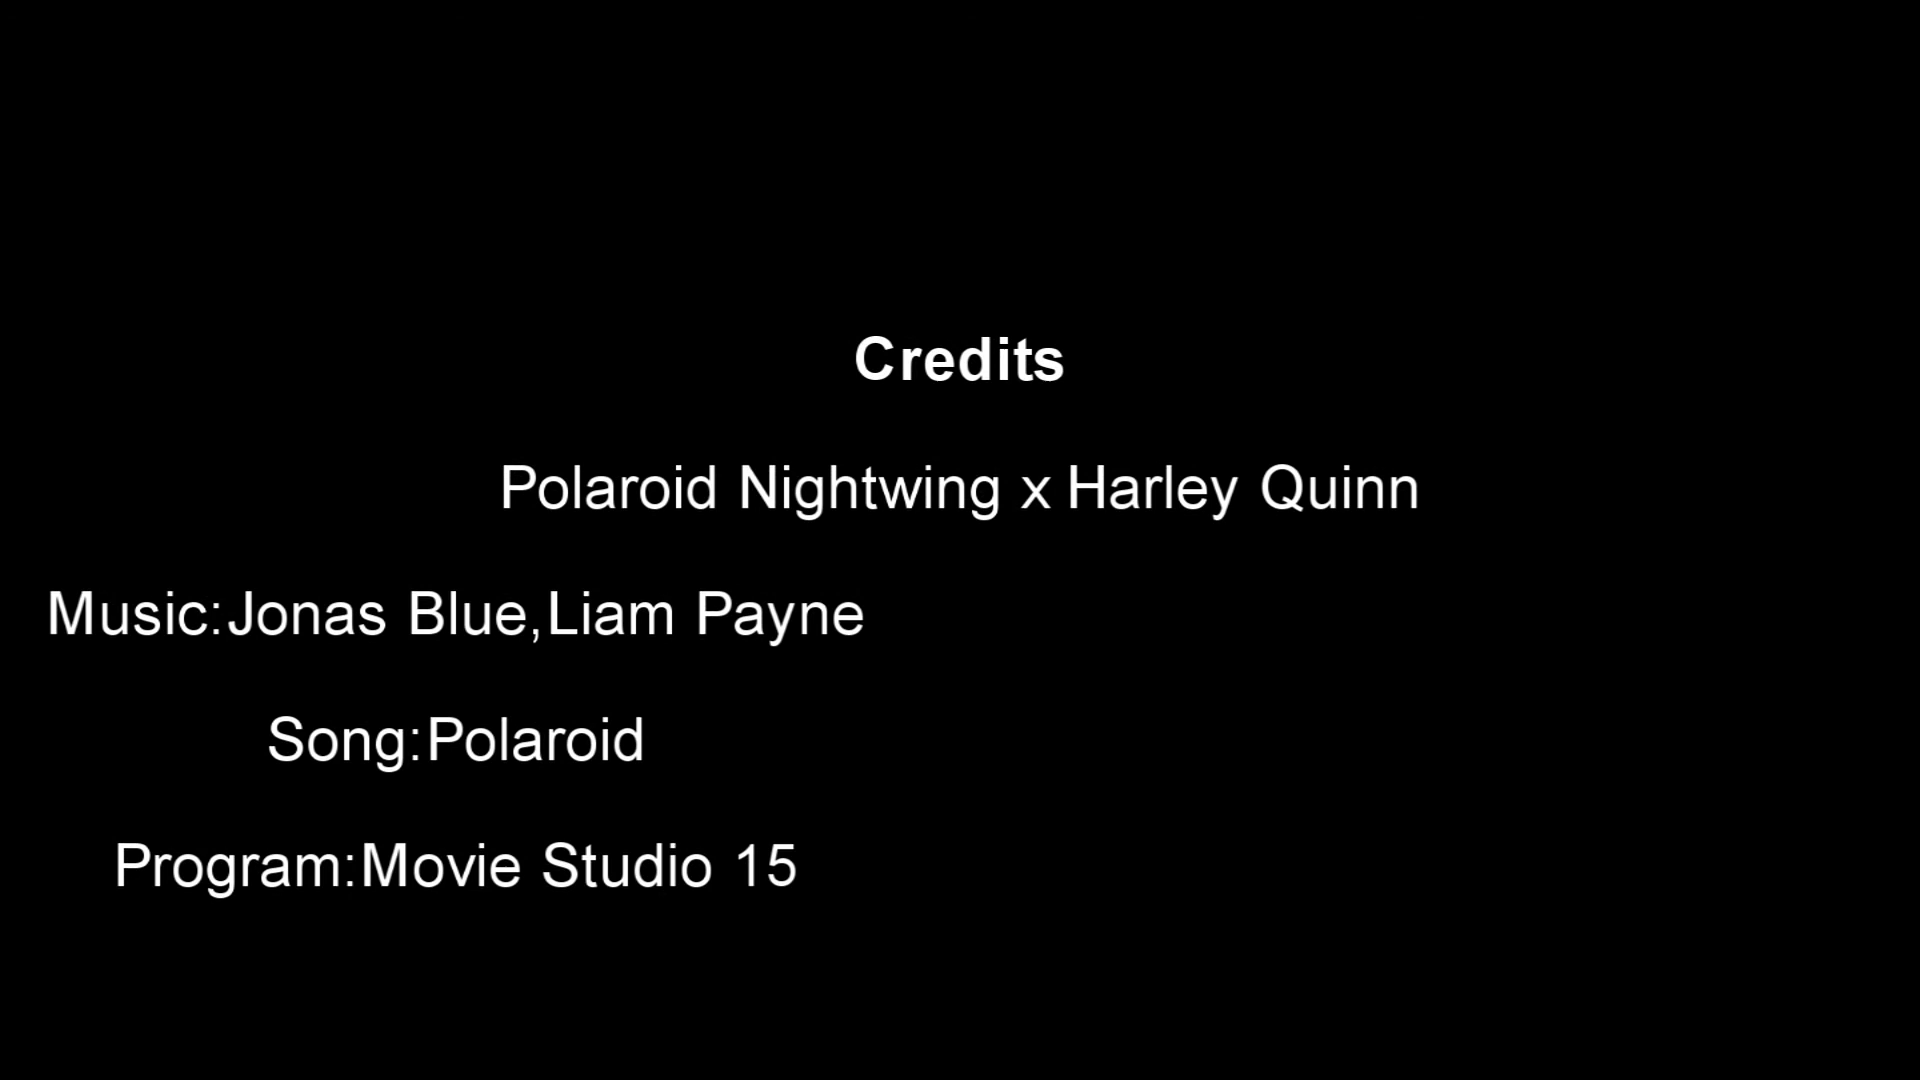 Credits
Polaroid Nightwing x Harley Quinn
Music:Jonas Blue,Liam Payne
Song:Polaroid
Program:Movie Studio 15